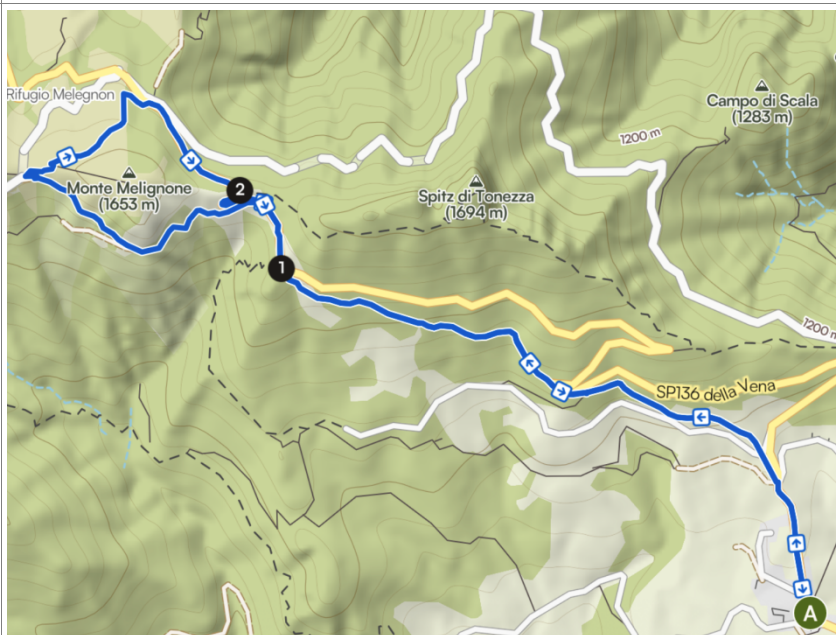 Rifugio Melegnon
Campo di Scala
(1283 m)
1200 m
2
Monte Melignone
(1653 m)
Spitz di Tonezza
(1694 m)
1
1200 m
SP136 della Vena
A